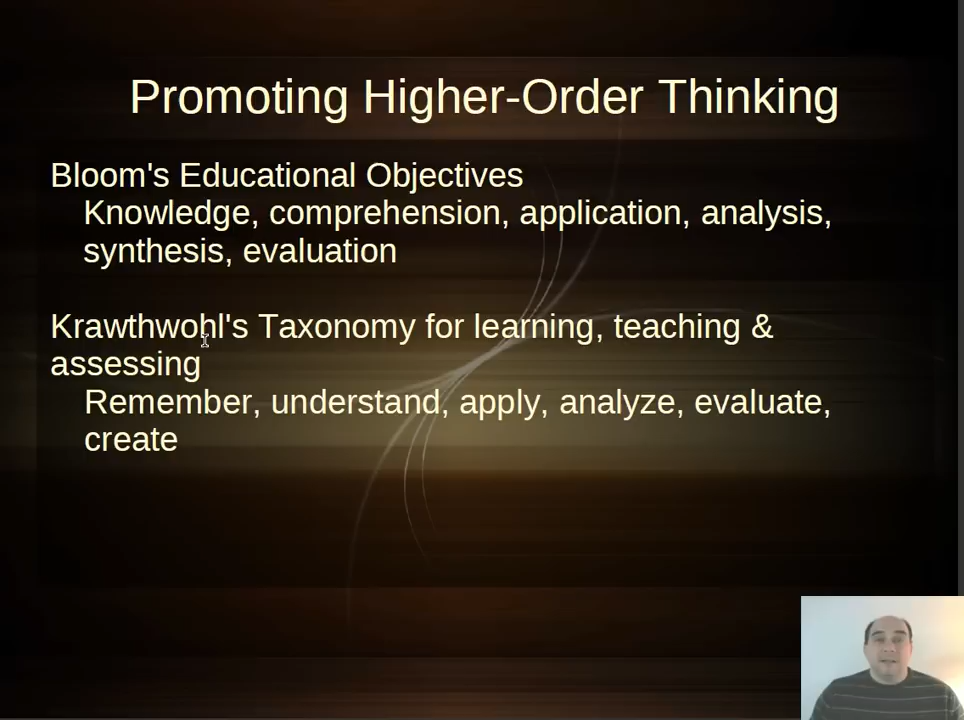 Promoting Higher-Order Thinking
Bloom's Educational Objectives
Knowledge, comprehension, application, analysis,
synthesis, evaluation
Krawthwohl's Taxonomy for learning, teaching &
assessing
Remember, understand, apply, analyze, evaluate,
create